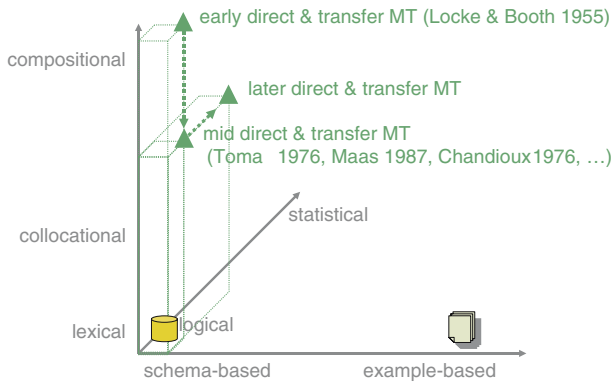 early direct & transfer MT (Locke & Booth 1955)
compositional
later direct & transfer MT
mid direct & transfer MT
(Toma 1976, Maas 1987, Chandioux1976, …)
statistical
collocational
logical
lexical
schema-based example-based